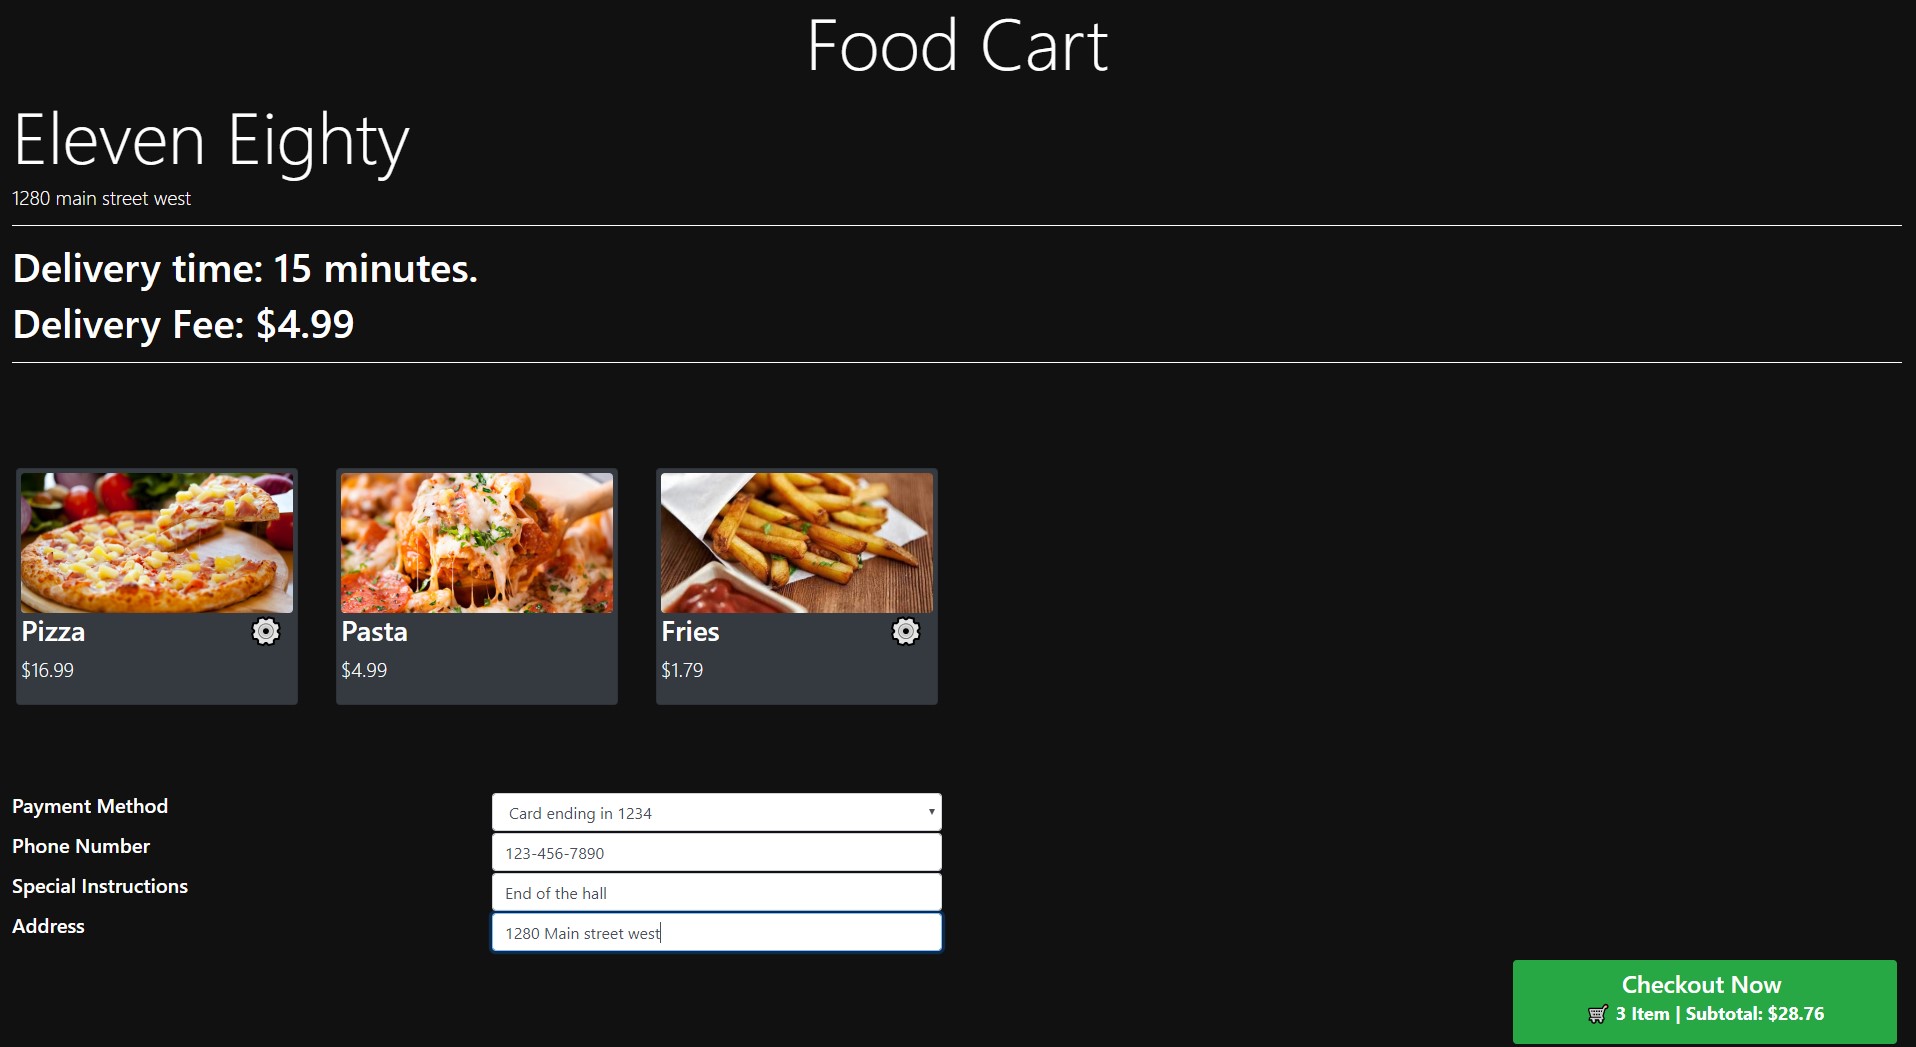 Food Cart
Eleven Eighty
1280 main street west
Delivery time: 15 minutes.
Delivery Fee: $4.99
Pizza
$16.99
Pasta
$4.99
Fries
$1.79
Payment Method
Card ending in 1234
Phone Number
123-456-7890
Special Instructions
End of the hall
Address
1280 Main street west
Checkout Now
3 Item | Subtotal: $28.76